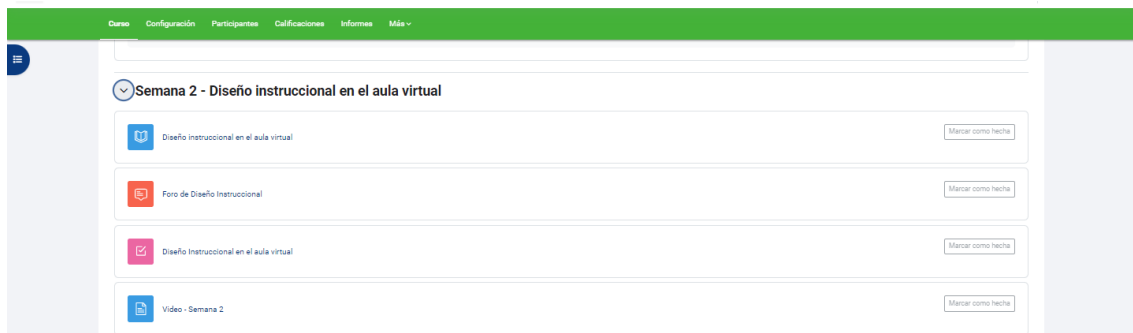 Curso Configuración Participantes Calificaciones Informes Más
Semana 2 - Diseño instruccional en el aula virtual
Diseño instruccional en el aula virtual Marcar como hecha
Foro de Diseño Instruccional Marcar como hecha
Diseño Instruccional en el aula virtual Marcar como hecha
Video - Semana 2 Marcar como hecha